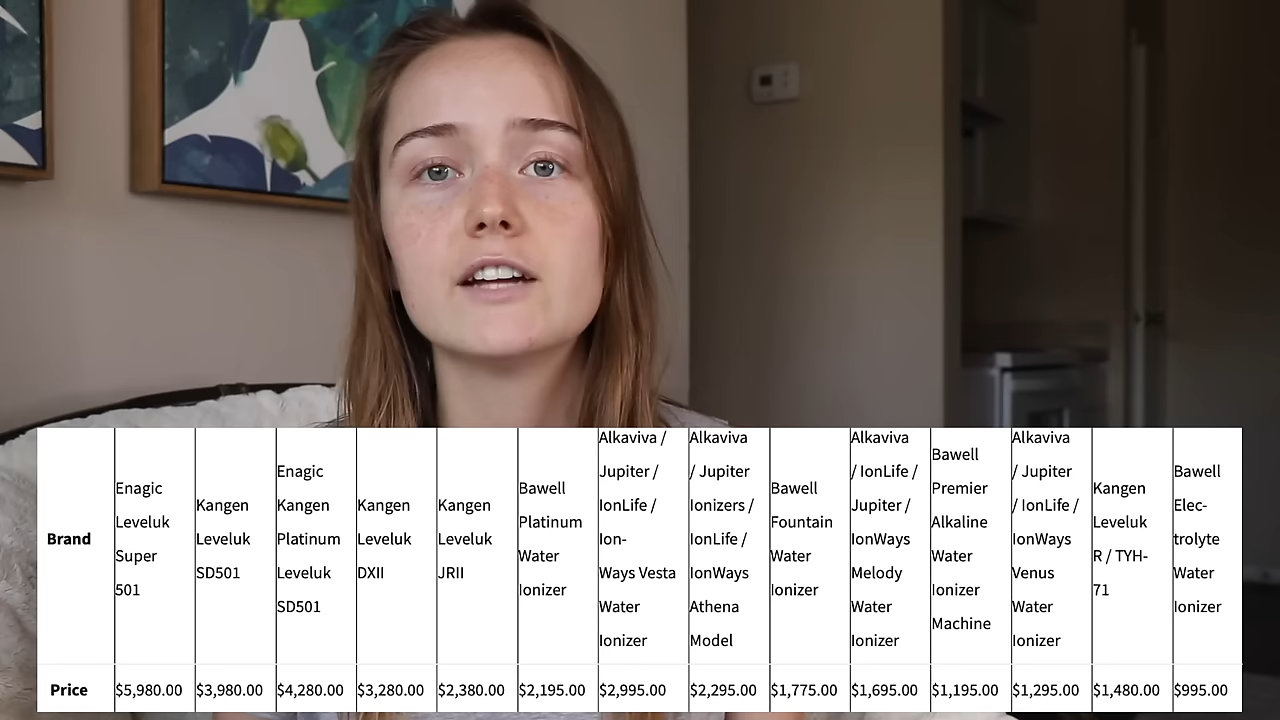 Brand
Enagic
Leveluk
Super
501
Kangen
Leveluk
SD501
Enagic
Kangen
Platinum
Leveluk
SD501
Kangen
Leveluk
DXII
Kangen
Leveluk
JRII
Bawell
Platinum
Water
Ionizer
Alkaviva /
Jupiter /
IonLife /
Ion-
Ways Vesta
Water
Ionizer
Alkaviva
/ Jupiter
Ionizers /
IonLife /
IonWays
Athena
Model
Bawell
Fountain
Water
Ionizer
Alkaviva
/ IonLife /
Jupiter /
IonWays
Melody
Water
Ionizer
Bawell
Premier
Alkaline
Water
Ionizer
Machine
Alkaviva
/ Jupiter
/ IonLife /
IonWays
Venus
Water
Ionizer
Kangen
Leveluk
R / TYH-
71
Bawell
Elec-
trolyte
Water
Ionizer
Price $5,980.00 $3,980.00 $4,280.00 $3,280.00 $2,380.00 $2,195.00 $2,995.00 $2,295.00 $1,775.00 $1,695.00 $1,195.00 $1,295.00 $1,480.00 $995.00